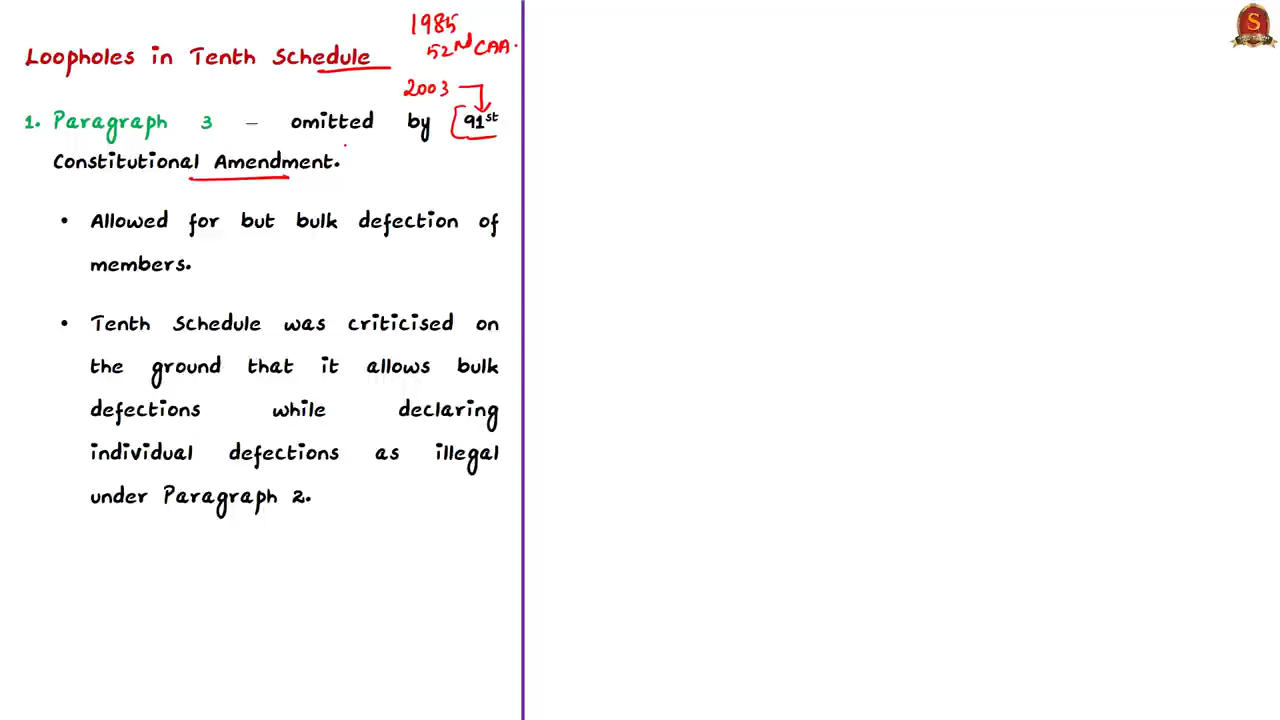 1985
52nd CAA.
Loopholes in Tenth Schedule
2003
1. Paragraph 3 – omitted by [91st
Constitutional Amendment.
• Allowed for but bulk defection of
members.
• Tenth Schedule was criticised on
the ground that it allows bulk
defections while declaring
individual defections as illegal
under Paragraph 2.
S